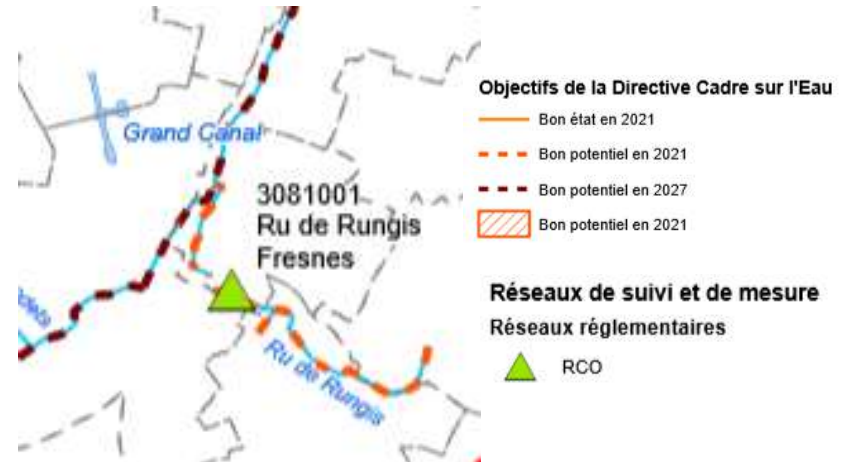 Grand Canal
3081001
Ru de Rungis
Fresnes
Ru de Rungis
Objectifs de la Directive Cadre sur l'Eau
Bon état en 2021
Bon potentiel en 2021
Bon potentiel en 2027
Bon potentiel en 2021
Réseaux de suivi et de mesure
Réseaux réglementaires
RCO